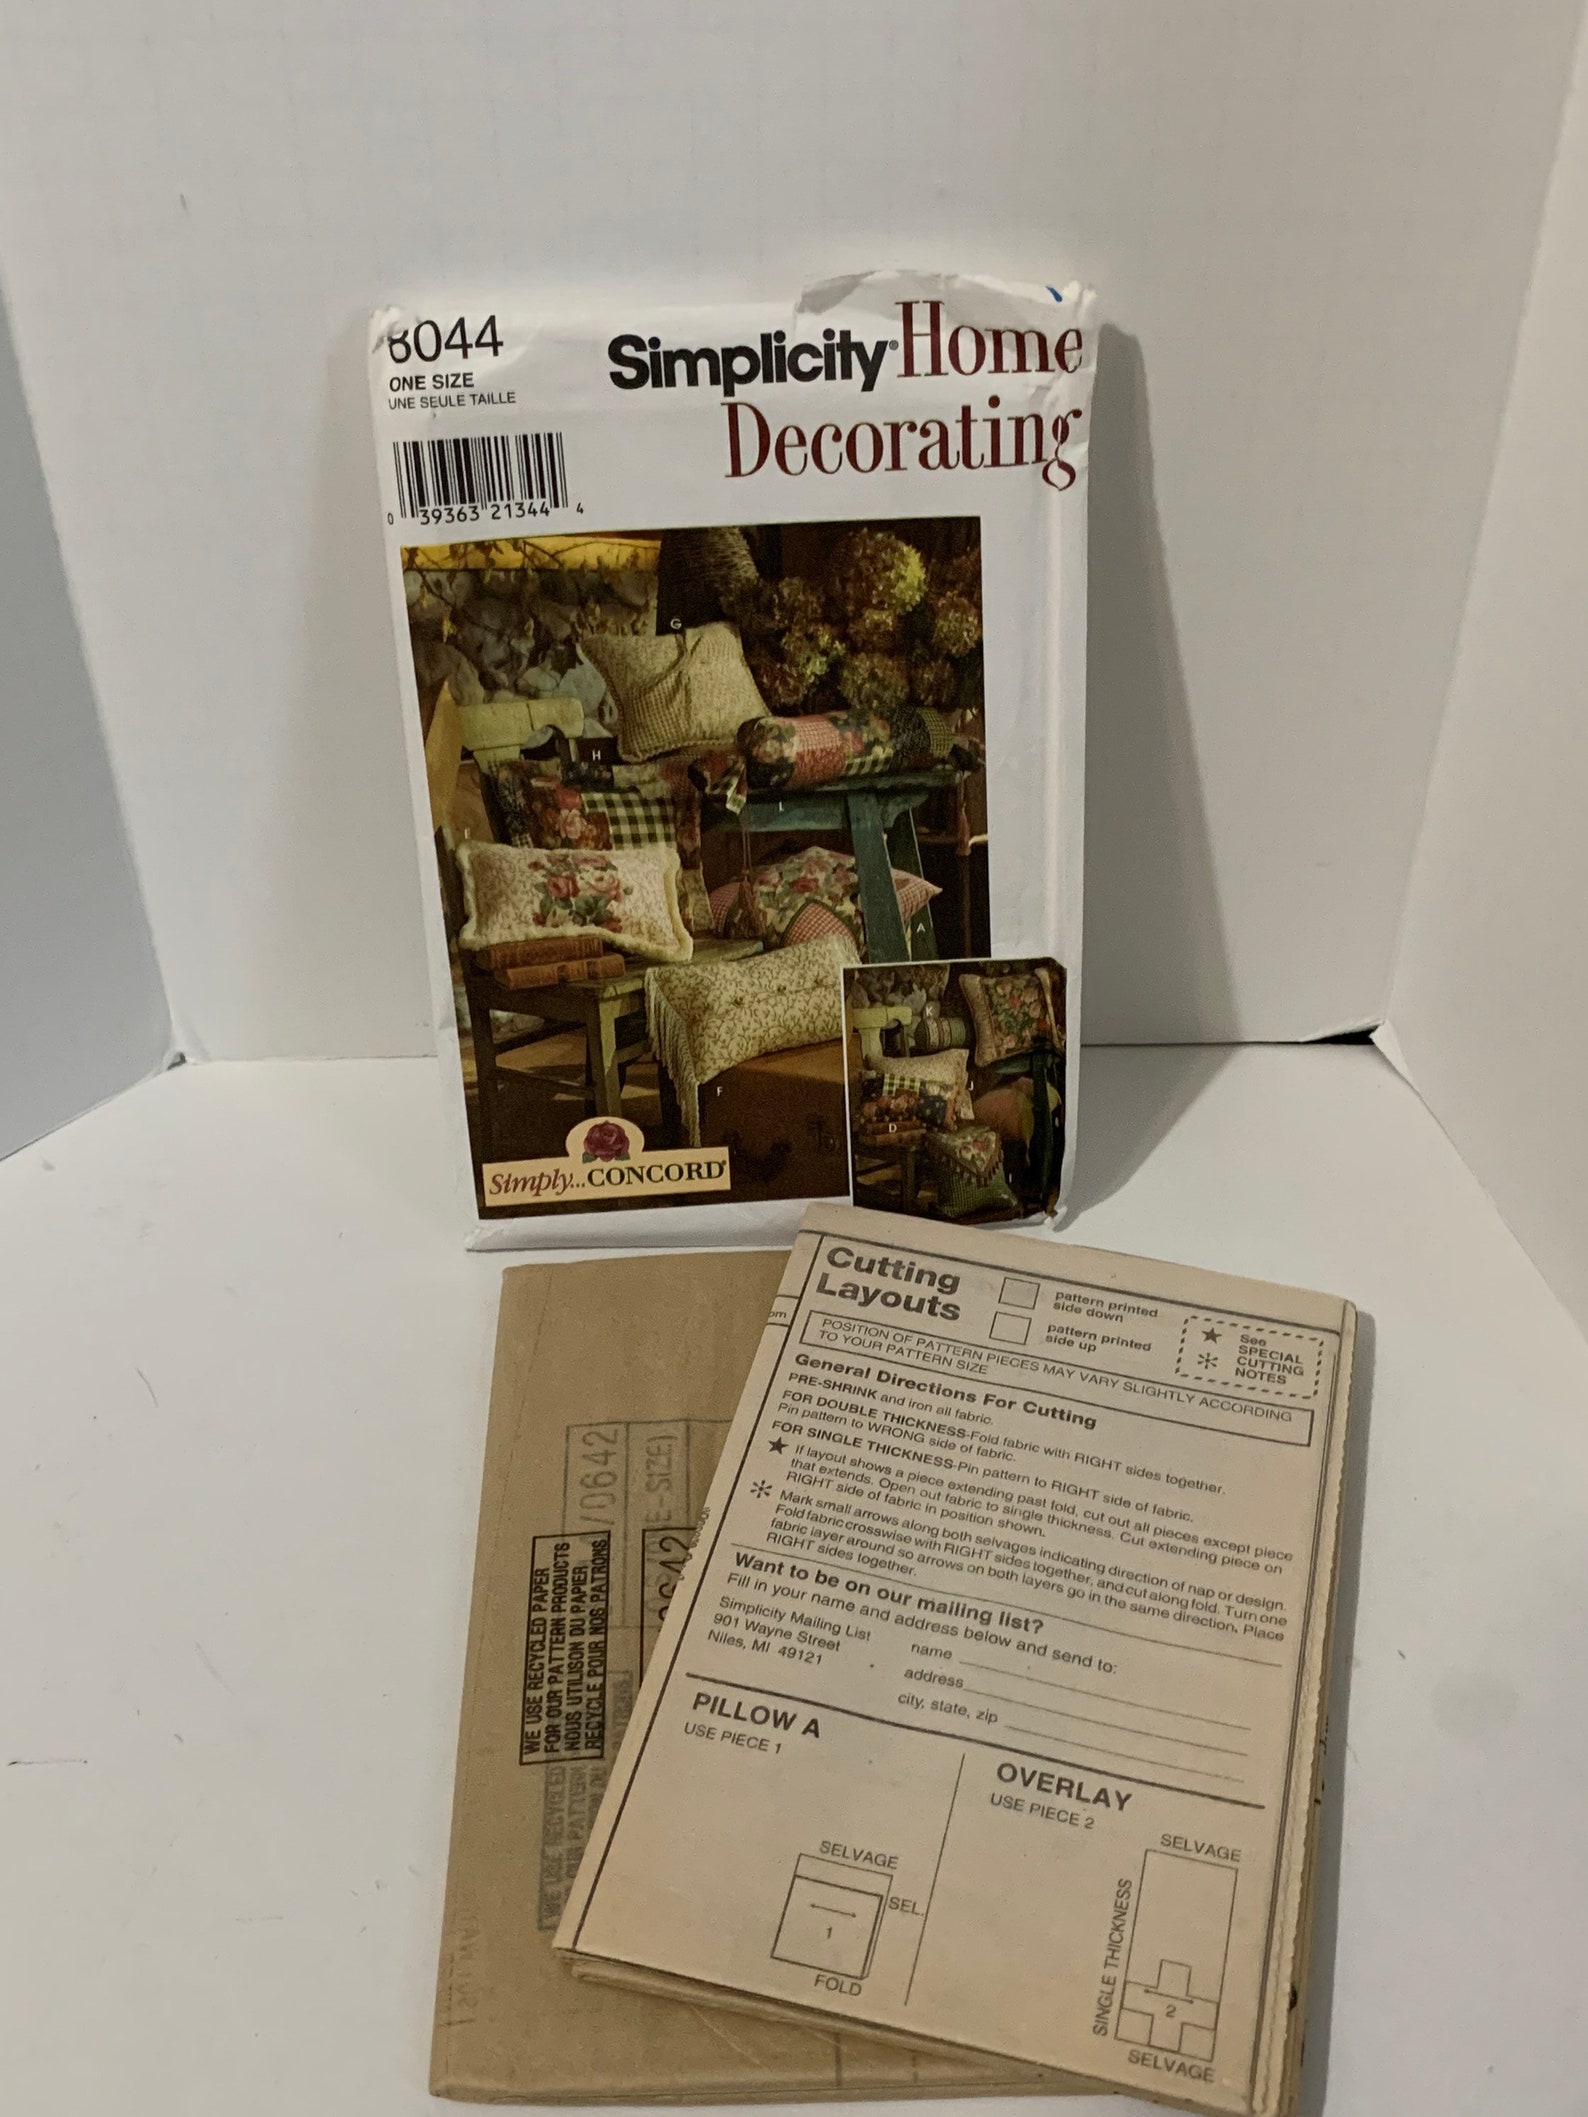 8044
ONE SIZE
UNE SEULE TAILLE
Simplicity® Home
Decorating
0 39363 21344 4
G
H
L
E
A
F
K
J
D
I
Simply...CONCORD®
Cutting
Layouts
pattern printed
side down
pattern printed
side up
★ See
SPECIAL
CUTTING
NOTES
POSITION OF PATTERN PIECES MAY VARY SLIGHTLY ACCORDING
TO YOUR PATTERN SIZE
General Directions For Cutting
PRE-SHRINK and iron all fabric.
FOR DOUBLE THICKNESS-Fold fabric with RIGHT sides together.
Pin pattern to WRONG side of fabric.
FOR SINGLE THICKNESS-Pin pattern to RIGHT side of fabric.
★ If layout shows a piece extending past fold, cut out all pieces except piece
that extends. Open out fabric to single thickness. Cut extending piece on
RIGHT side of fabric in position shown.
✻ Mark small arrows along both selvages indicating direction of nap or design.
Fold fabric crosswise with RIGHT sides together, and cut along fold. Turn one
fabric layer around so arrows on both layers go in the same direction. Place
RIGHT sides together.
Want to be on our mailing list?
Fill in your name and address below and send to:
Simplicity Mailing List
901 Wayne Street
Niles, MI 49121
name
address
city, state, zip
PILLOW A
USE PIECE 1
SELVAGE
SEL.
1
FOLD
OVERLAY
USE PIECE 2
SELVAGE
SINGLE THICKNESS
2
SELVAGE
/0642
E-SIZE)
WE USE RECYCLED PAPER
FOR OUR PATTERN PRODUCTS
NOUS UTILISON DU PAPIER
RECYCLE POUR NOS PATRONS